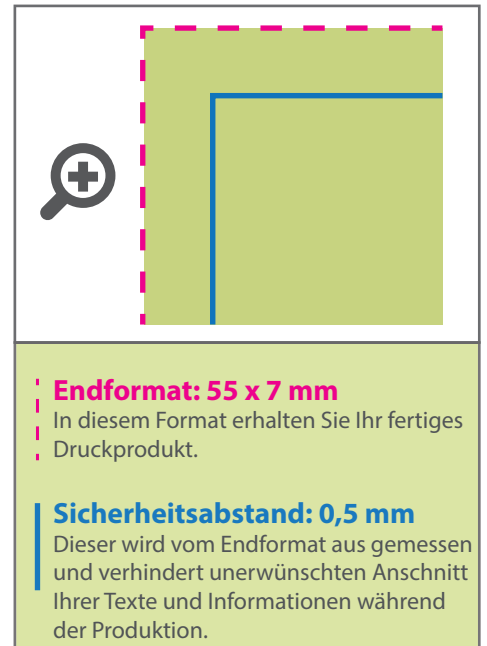 Endformat: 55 x 7 mm
In diesem Format erhalten Sie Ihr fertiges
Druckprodukt.
Sicherheitsabstand: 0,5 mm
Dieser wird vom Endformat aus gemessen
und verhindert unerwünschten Anschnitt
Ihrer Texte und Informationen während
der Produktion.